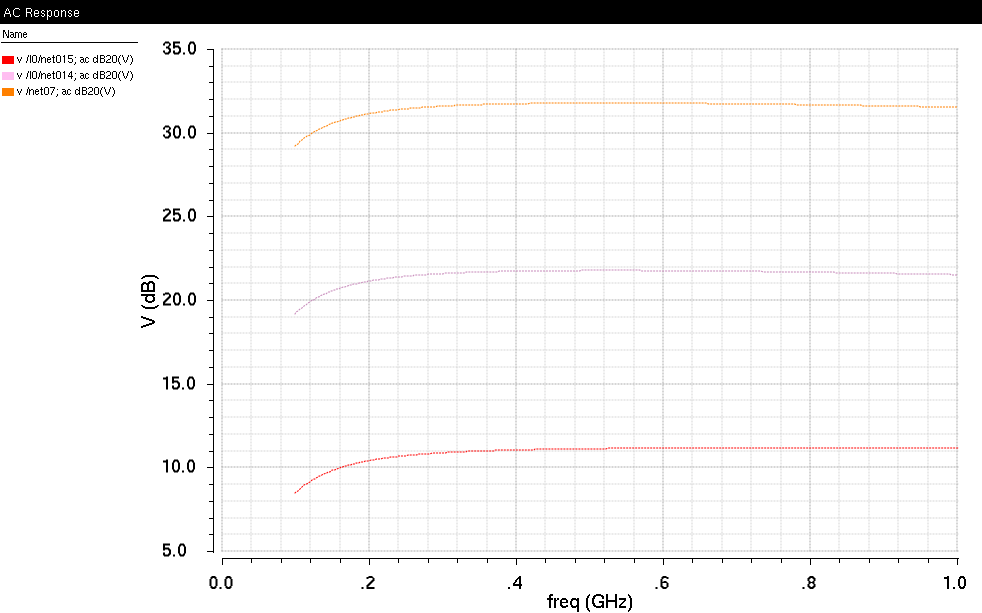 AC Response
Name
v /I0/net015; ac dB20(V)
v /I0/net014; ac dB20(V)
v /net07; ac dB20(V)
35.0
30.0
25.0
20.0
15.0
10.0
5.0
V (dB)
0.0 .2 .4 .6 .8 1.0
freq (GHz)